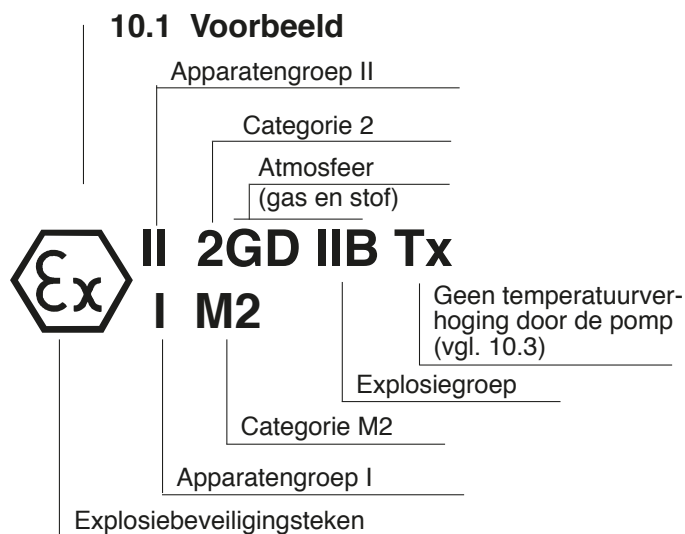 10.1 Voorbeeld
Apparatengroep II
Categorie 2
Atmosfeer
(gas en stof)
Ex II 2GD IIB Tx
I M2
Geen temperatuurver-
hoging door de pomp
(vgl. 10.3)
Explosiegroep
Categorie M2
Apparatengroep I
Explosiebeveiligingsteken